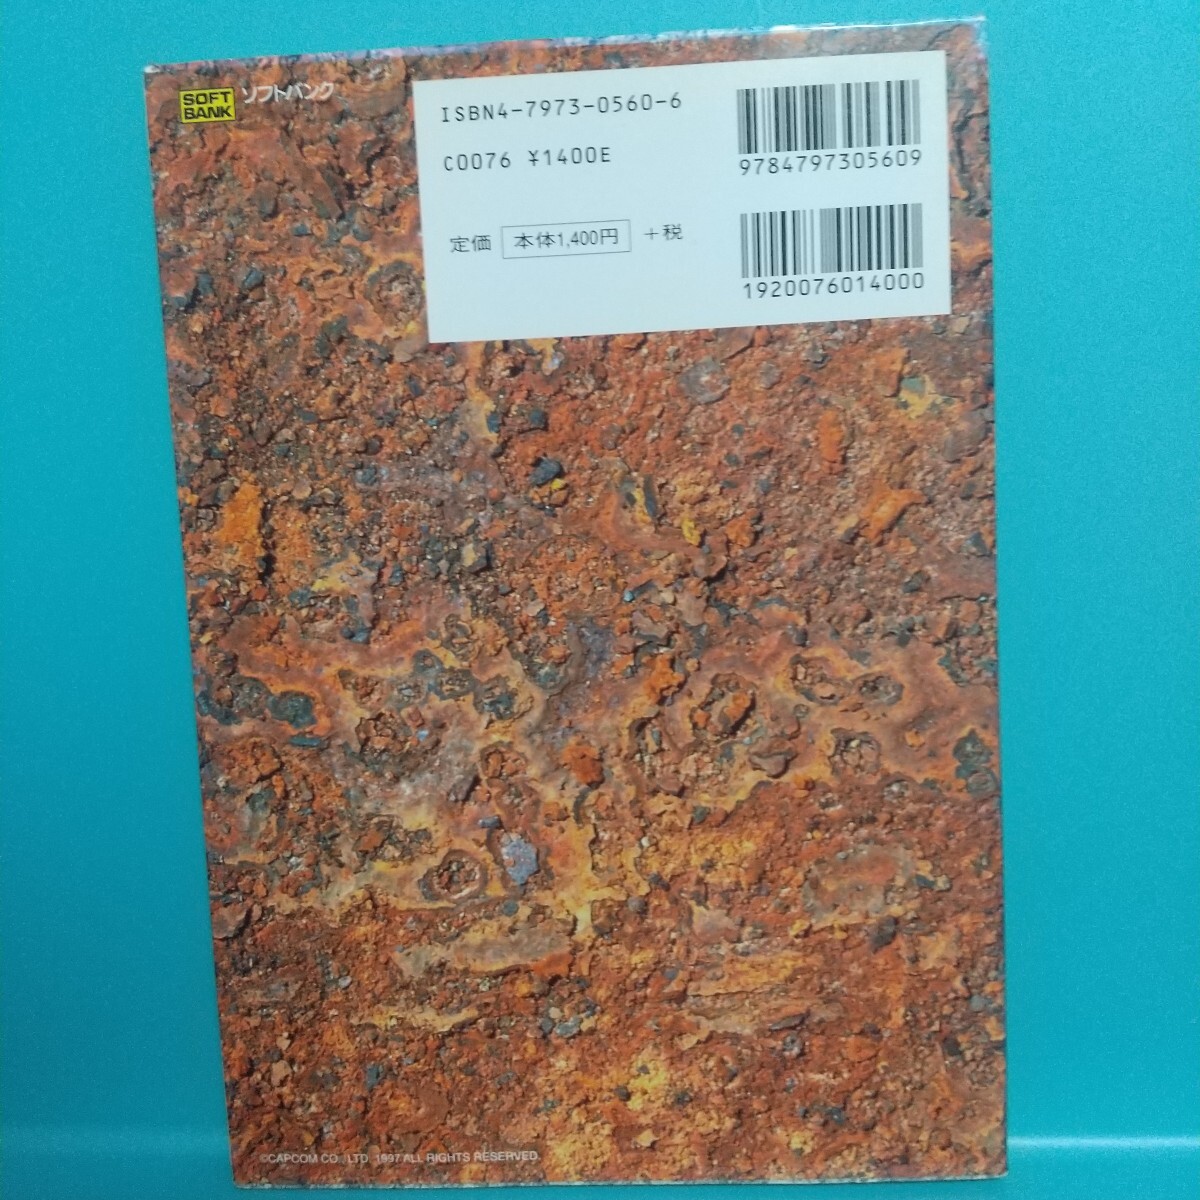 SOFT
BANK
ソフトバンク
ISBN4-7973-0560-6
C0076 ¥1400E
定価 本体1,400円 +税
9784797305609
1920076014000
©CAPCOM CO., LTD. 1997 ALL RIGHTS RESERVED.